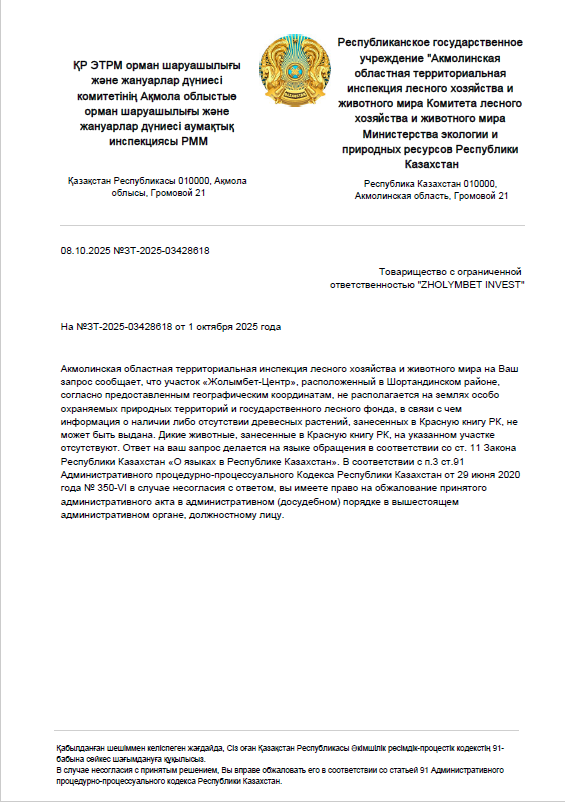 ҚР ЭТРМ орман шаруашылығы
және жануарлар дүниесі
комитетінің Ақмола облыстыө
орман шаруашылығы және
жануарлар дүниесі аумақтық
инспекциясы РММ
Қазақстан Республикасы 010000, Ақмола
облысы, Громовой 21
Республиканское государственное
учреждение "Акмолинская
областная территориальная
инспекция лесного хозяйства и
животного мира Комитета лесного
хозяйства и животного мира
Министерства экологии и
природных ресурсов Республики
Казахстан
Республика Казахстан 010000,
Акмолинская область, Громовой 21
08.10.2025 №ЗТ-2025-03428618
Товарищество с ограниченной
ответственностью "ZHOLYMBET INVEST"
На №ЗТ-2025-03428618 от 1 октября 2025 года
Акмолинская о областная территориальная инспекция лесного хозяйства и животного мира на Ваш
запрос сообщает, что участок «Жолымбет-Центр», расположенный в Шортандинском районе,
согласно предоставленным географическим координатам, не располагается на землях особо
охраняемых природных территорий и государственного лесного фонда, в связи с чем
информация о наличии либо отсутствии древесных растений, занесенных в Красную книгу РК, не
может быть выдана. Дикие животные, занесенные в Красную книгу РК, на указанном участке
отсутствуют. Ответ на ваш запрос делается на языке обращения в соответствии со ст. 11 Закона
Республики Казахстан «О языках в Республике Казахстан». В соответствии с п.3 ст.91
Административного процедурно-процессуального Кодекса Республики Казахстан от 29 июня 2020
года № 350-VI в случае несогласия с ответом, вы имеете право на обжалование принятого
административного акта в административном (досудебном) порядке в вышестоящем
административном органе, должностному лицу.
Қабылданған шешіммен келіспеген жағдайда, Сіз оған Қазақстан Республикасы Әкімшілік рәсімдік-процестік кодекстің 91-
бабына сәйкес шағымдануға құқылысыз.
В случае несогласия с принятым решением, Вы вправе обжаловать его в соответствии со статьей 91 Административного
процедурно-процессуального кодекса Республики Казахстан.